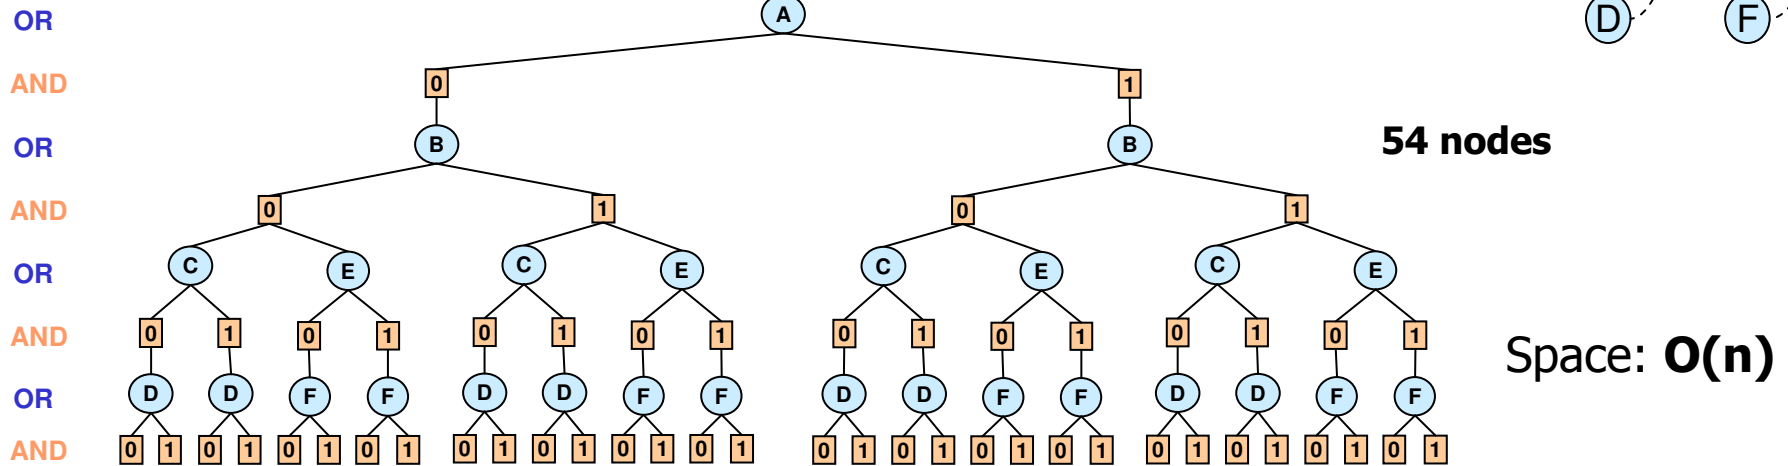 OR A D F
AND 0 1
OR B B 54 nodes
AND 0 1 0 1
OR C E C E C E C E
AND 0 1 0 1 0 1 0 1 0 1 0 1 0 1 0 1 Space: O(n)
OR D D F F D D F F D D F F D D F F
AND 0 1 0 1 0 1 0 1 0 1 0 1 0 1 0 1 0 1 0 1 0 1 0 1 0 1 0 1 0 1 0 1